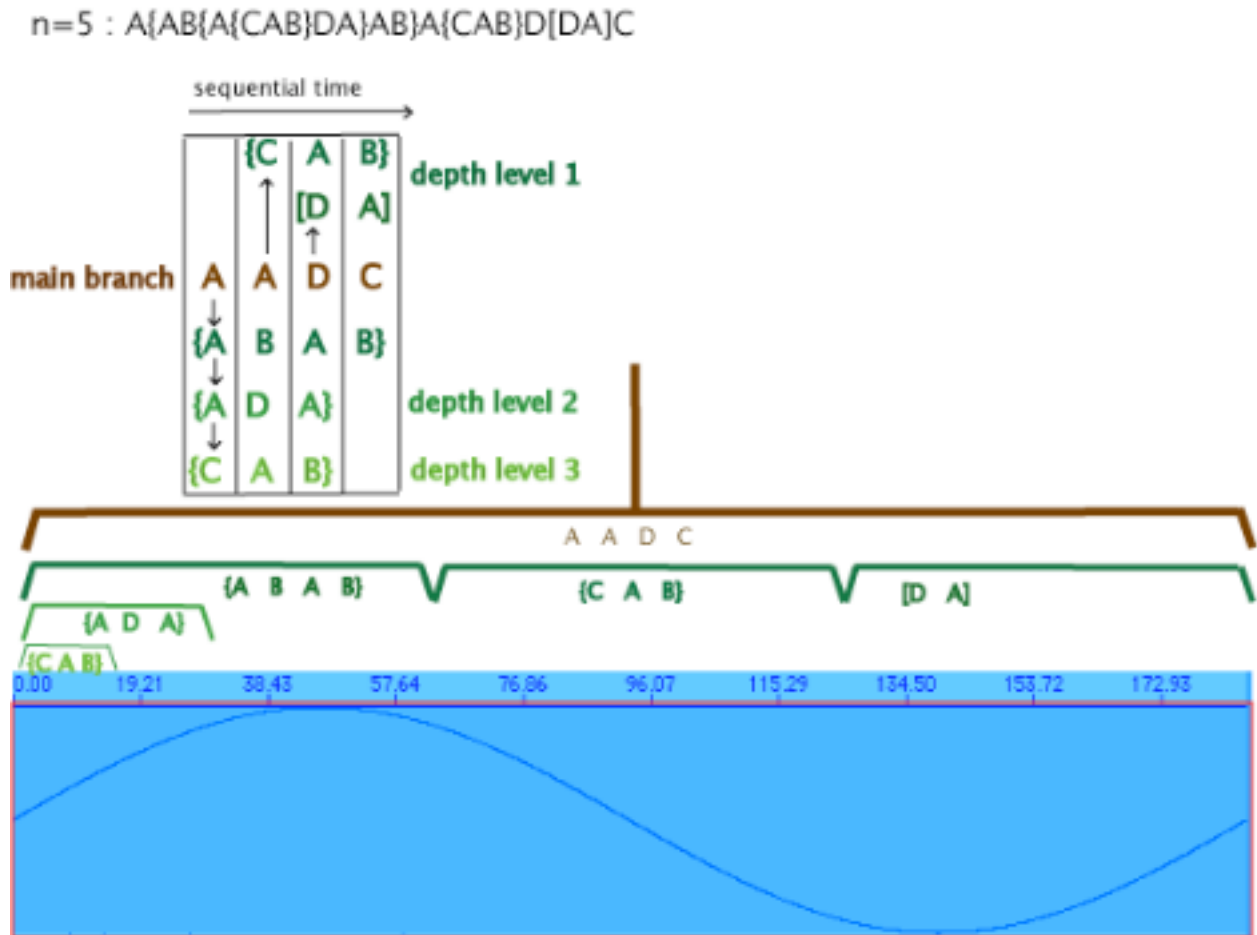 n=5 : A{AB{A{CAB}DA}AB}A{CAB}D[DA]C
sequential time
{C A B} depth level 1
[D A]
main branch A A D C
{A B A B}
{A D A} depth level 2
{C A B} depth level 3
A A D C
{A B A B} {C A B} [D A]
{A D A}
{C A B}
0.00 19.21 38.43 57.64 76.86 96.07 115.29 134.50 153.72 172.93